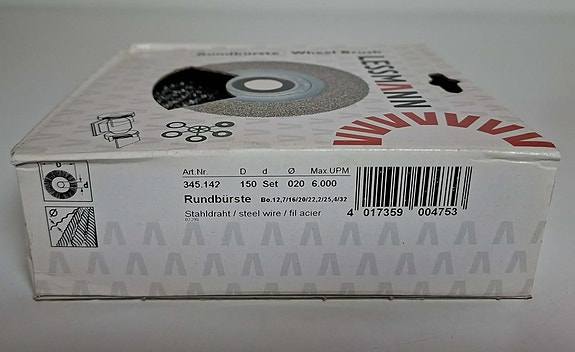 Rundbürste · Wheel Brush
LESSMANN
D
d
Ø
Art.Nr. D d Ø Max.UPM
345.142 150 Set 020 6.000
Rundbürste Bo.12,7/16/20/22,2/25,4/32
Stahldraht / steel wire / fil acier
4 017359 004753